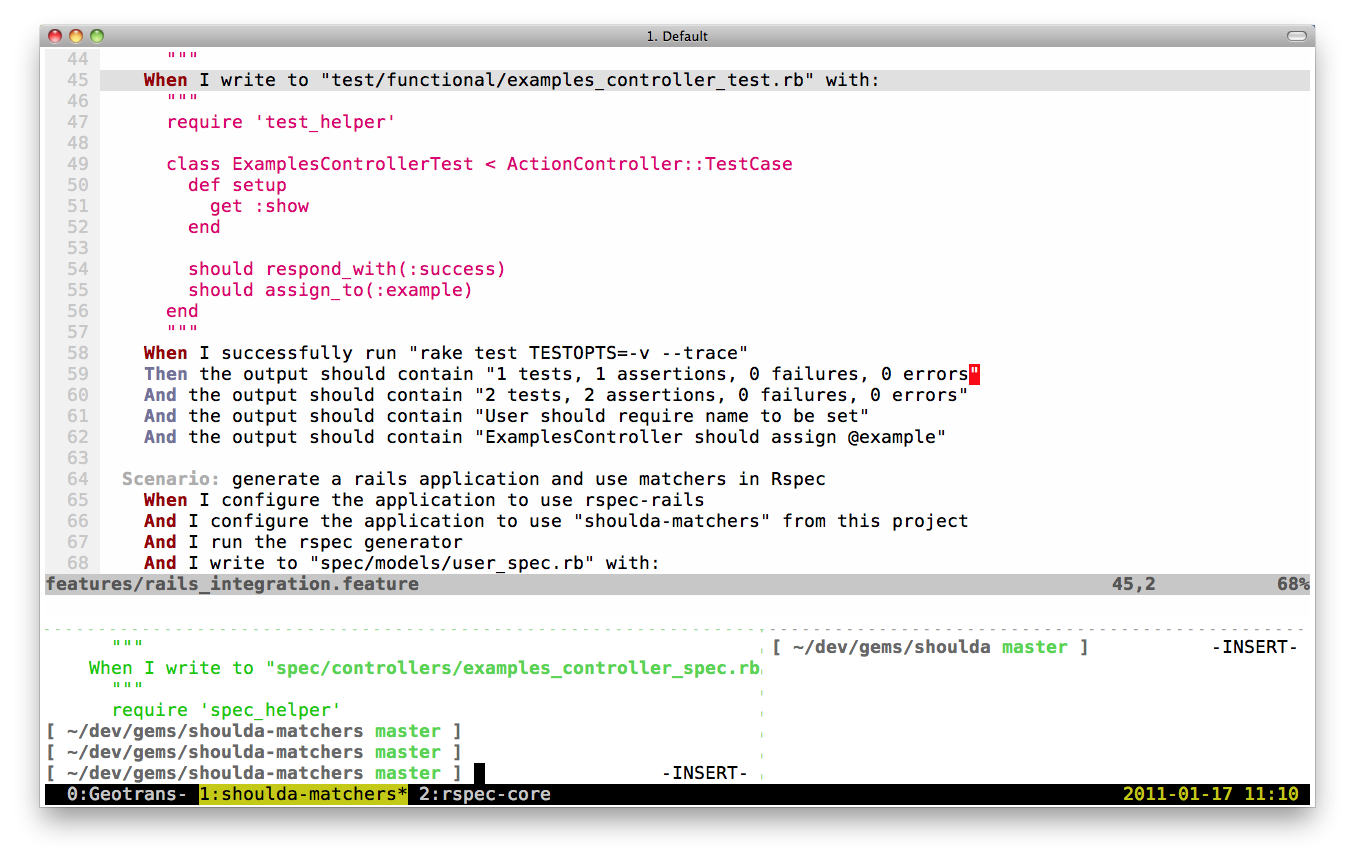 1. Default
44       """
45     When I write to "test/functional/examples_controller_test.rb" with:
46       """
47       require 'test_helper'
48
49       class ExamplesControllerTest < ActionController::TestCase
50         def setup
51           get :show
52         end
53
54         should respond_with(:success)
55         should assign_to(:example)
56       end
57       """
58     When I successfully run "rake test TESTOPTS=-v --trace"
59     Then the output should contain "1 tests, 1 assertions, 0 failures, 0 errors"
60     And the output should contain "2 tests, 2 assertions, 0 failures, 0 errors"
61     And the output should contain "User should require name to be set"
62     And the output should contain "ExamplesController should assign @example"
63
64   Scenario: generate a rails application and use matchers in Rspec
65     When I configure the application to use rspec-rails
66     And I configure the application to use "shoulda-matchers" from this project
67     And I run the rspec generator
68     And I write to "spec/models/user_spec.rb" with:
features/rails_integration.feature 45,2 68%
"""
When I write to "spec/controllers/examples_controller_spec.rb
"""
require 'spec_helper'
[ ~/dev/gems/shoulda-matchers master ]
[ ~/dev/gems/shoulda-matchers master ]
[ ~/dev/gems/shoulda-matchers master ] -INSERT-
[ ~/dev/gems/shoulda master ] -INSERT-
0:Geotrans- 1:shoulda-matchers* 2:rspec-core 2011-01-17 11:10